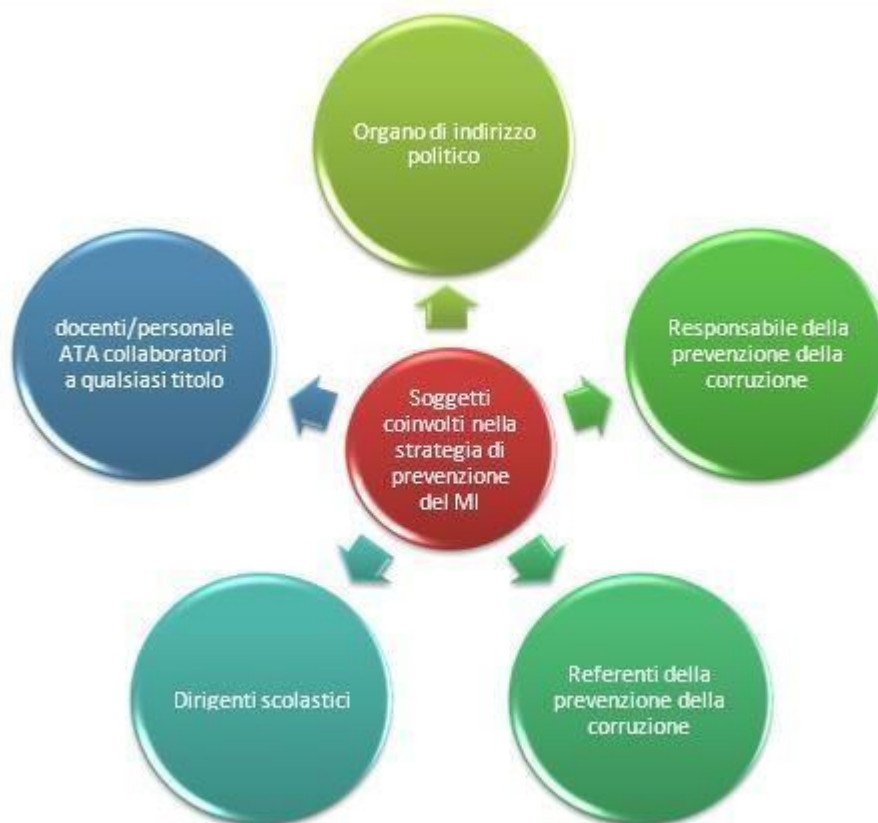 Organo di indirizzo
politico
Responsabile della
prevenzione della
corruzione
Referenti della
prevenzione della
corruzione
Dirigenti scolastici
docenti/personale
ATA collaboratori
a qualsiasi titolo
Soggetti
coinvolti nella
strategia di
prevenzione
del MI